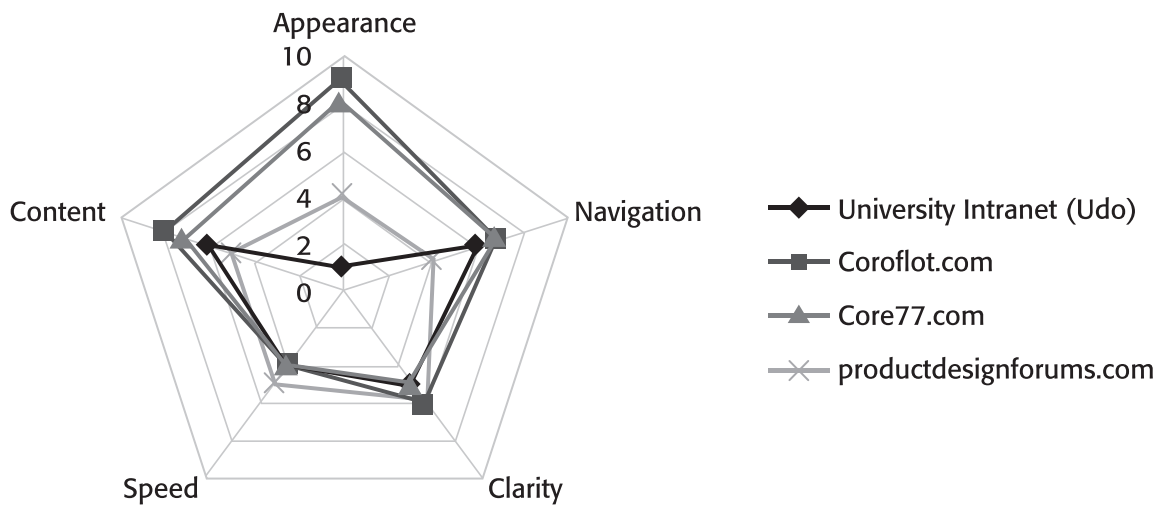 Appearance
10
8
6
4
2
0
Content
Navigation
Speed
Clarity
University Intranet (Udo)
Coroflot.com
Core77.com
productdesignforums.com